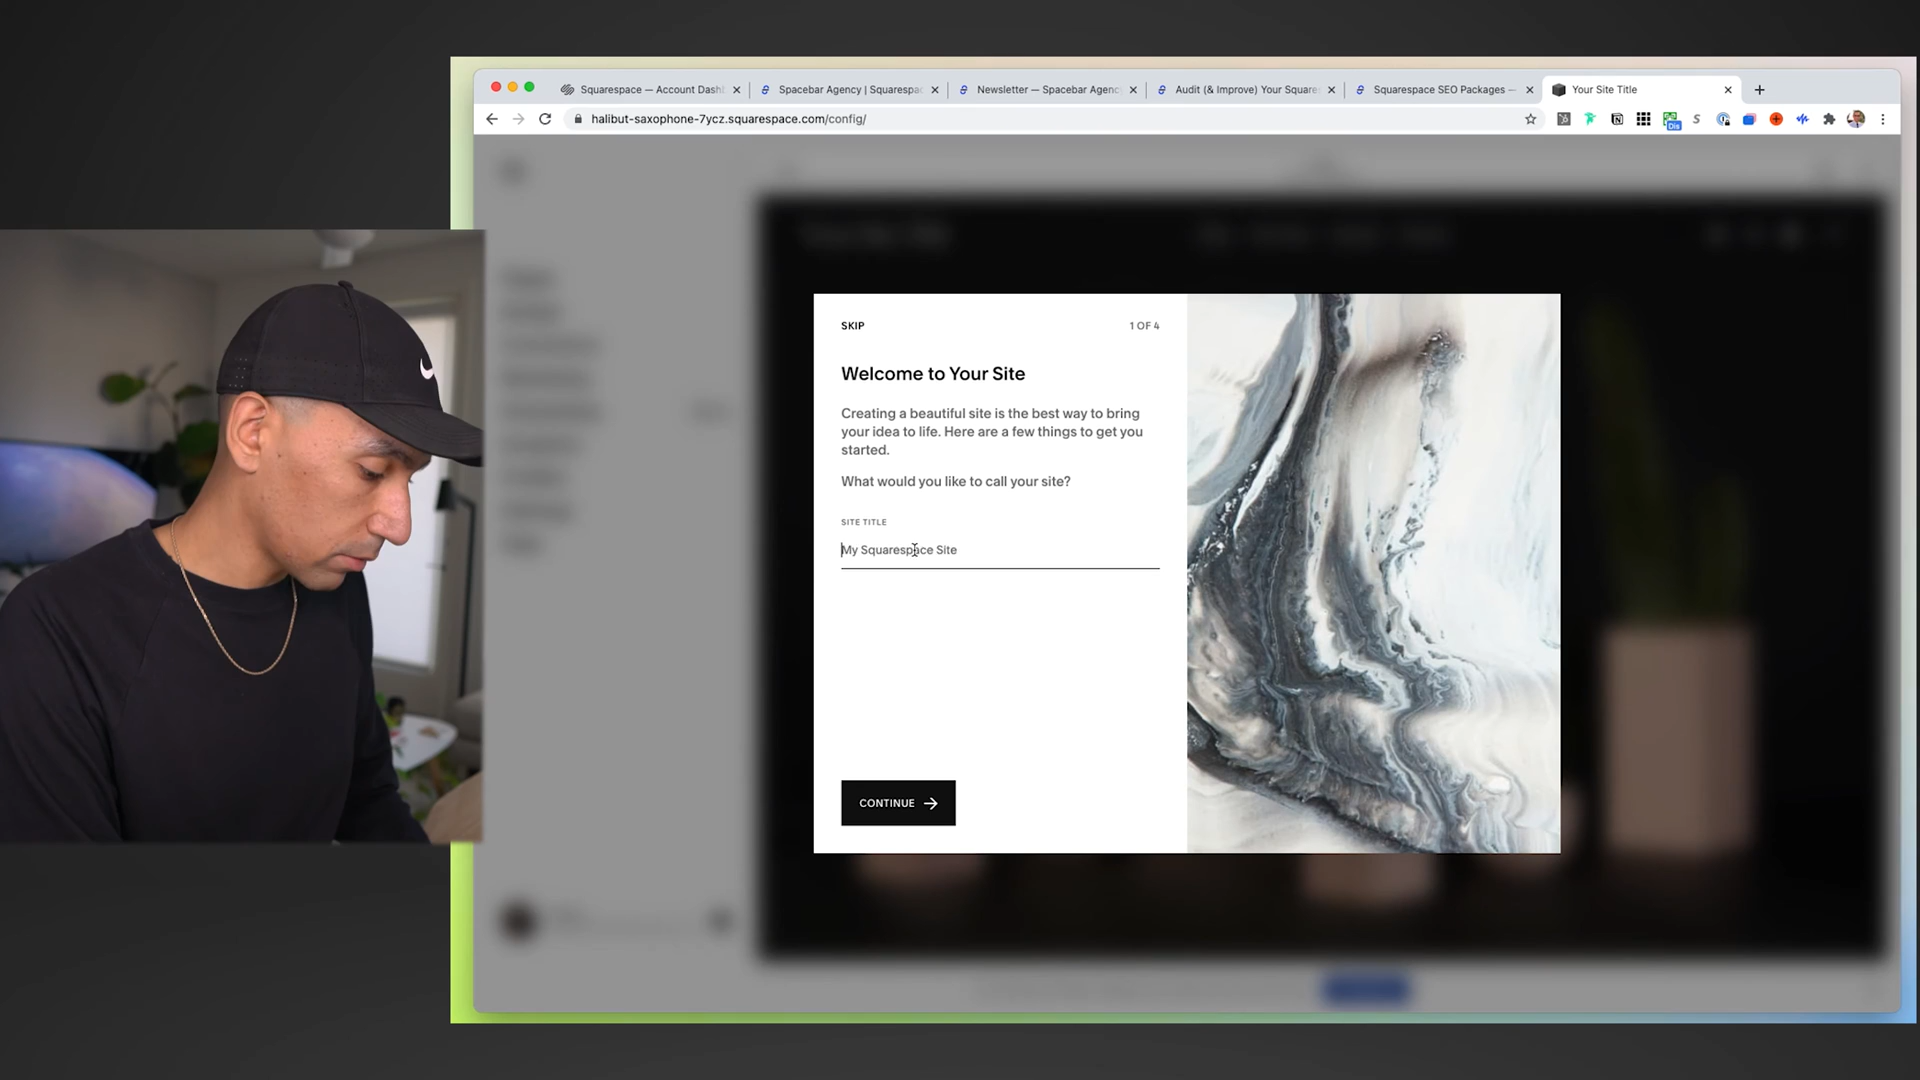 Squarespace — Account Dash
Spacebar Agency | Squarespac
Newsletter — Spacebar Agenc
Audit (& Improve) Your Square
Squarespace SEO Packages —
Your Site Title
halibut-saxophone-7ycz.squarespace.com/config/
Dis
SKIP
1 OF 4
Welcome to Your Site
Creating a beautiful site is the best way to bring
your idea to life. Here are a few things to get you
started.
What would you like to call your site?
SITE TITLE
My Squarespace Site
CONTINUE